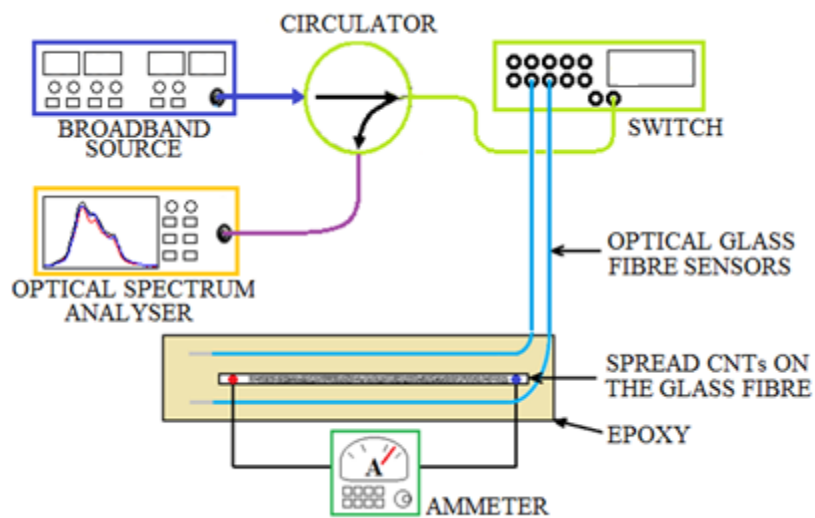 CIRCULATOR
BROADBAND
SOURCE
SWITCH
OPTICAL GLASS
FIBRE SENSORS
OPTICAL SPECTRUM
ANALYSER
SPREAD CNTs ON
THE GLASS FIBRE
EPOXY
A
AMMETER